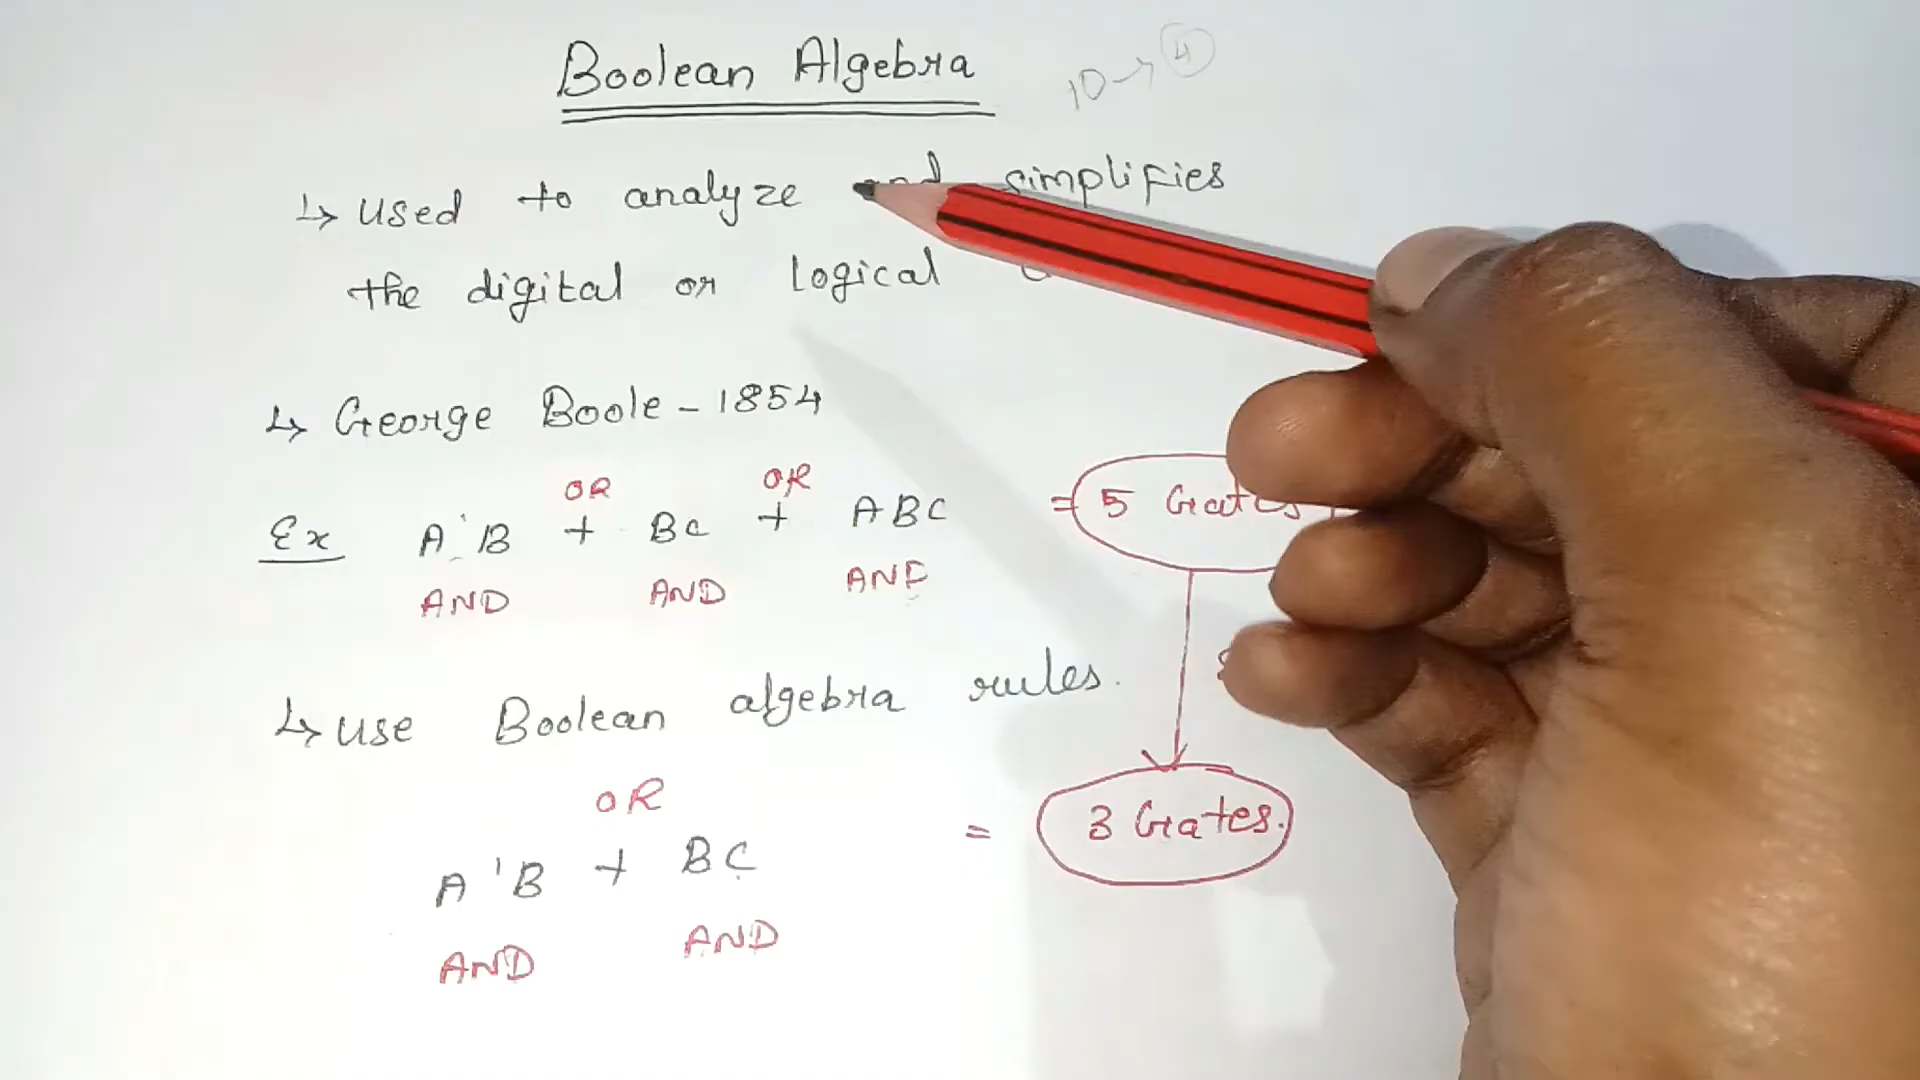 Boolean Algebra
10 → 4
↳ used to analyze and simplifies
the digital or logical
↳ George Boole - 1854
OR OR
Ex A'B + BC + ABC = 5 Gates
AND AND AND
↳ use Boolean algebra rules.
OR
A'B + BC = 3 Gates.
AND AND